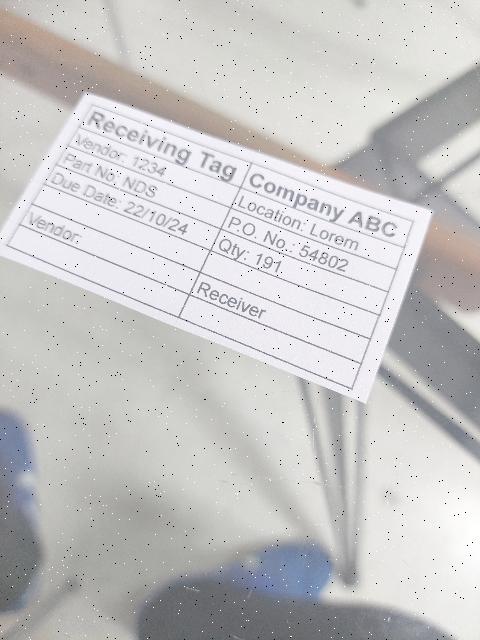 Receiving Tag Company ABC
Vendor: 1234 Location: Lorem
Part No: NDS P.O. No.: 54802
Due Date: 22/10/24 Qty: 191
Vendor: Receiver